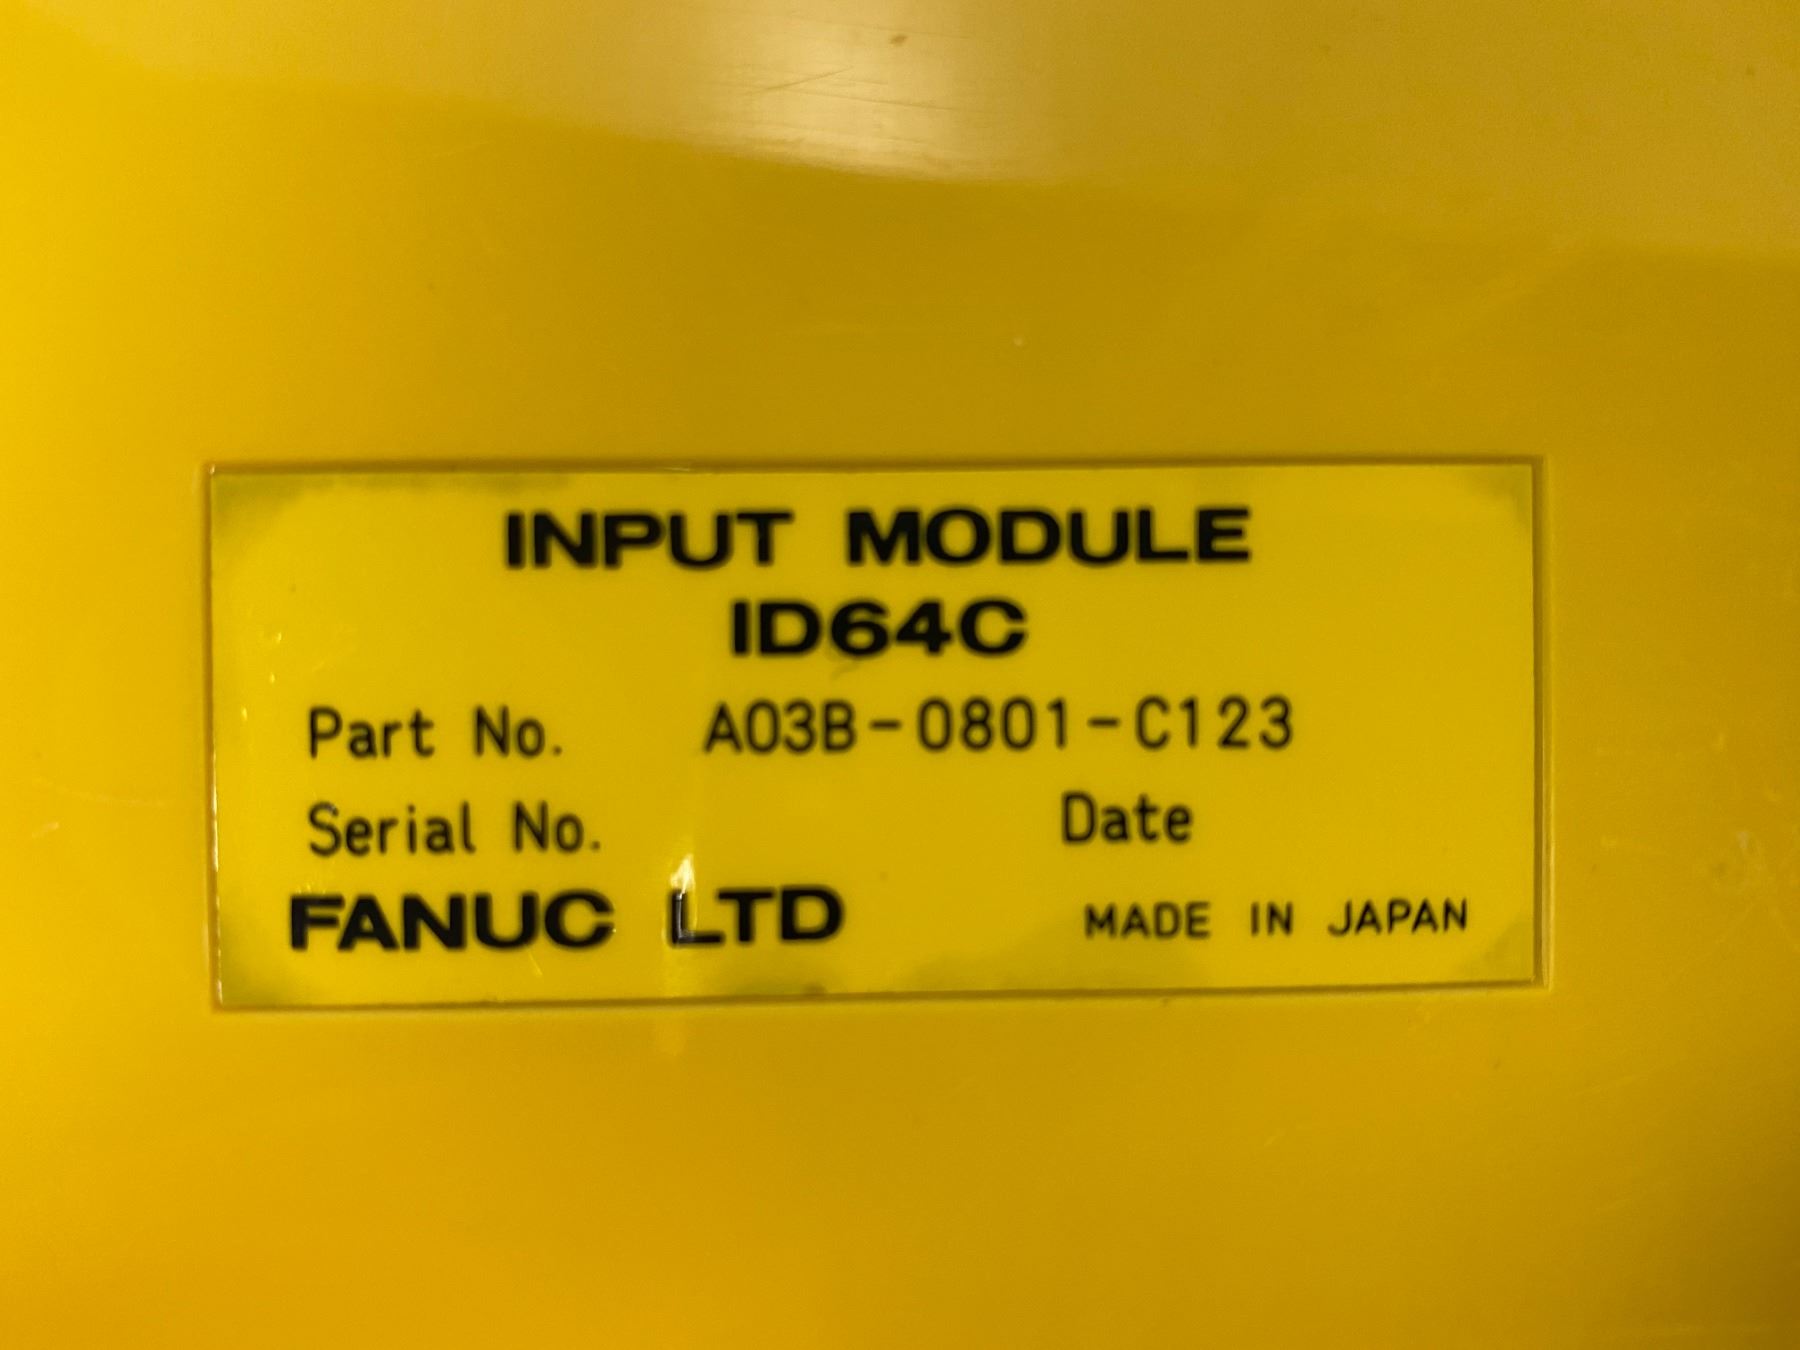 INPUT MODULE
ID64C
Part No. A03B-0801-C123
Serial No. Date
FANUC LTD MADE IN JAPAN